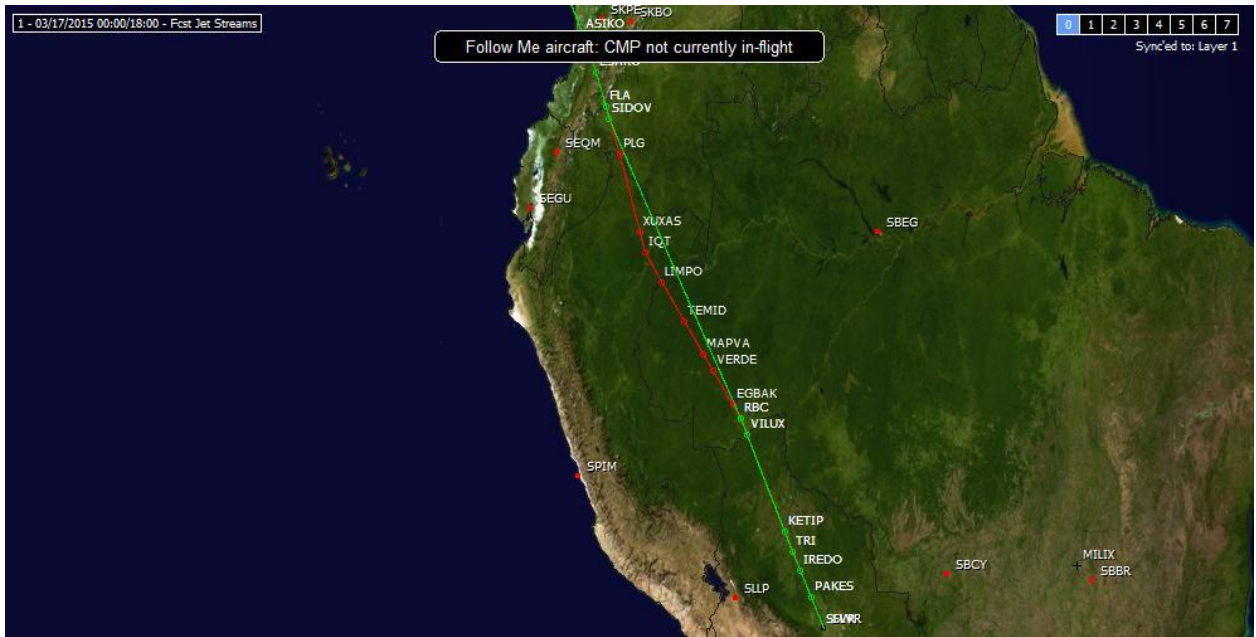 1 - 03/17/2015 00:00/18:00 - Fcst Jet Streams
0 1 2 3 4 5 6 7
Sync'ed to: Layer 1
SKPE
SKBO
ASIKO
Follow Me aircraft: CMP not currently in-flight
FLA
SIDOV
SEQM
PLG
SEGU
XUXAS
SBEG
IQT
LIMPO
TEMID
MAPVA
VERDE
EGBAK
RBC
VILUX
SPIM
KETIP
TRI
MILIX
IREDO
SBCY
SBBR
SLLP
PAKES